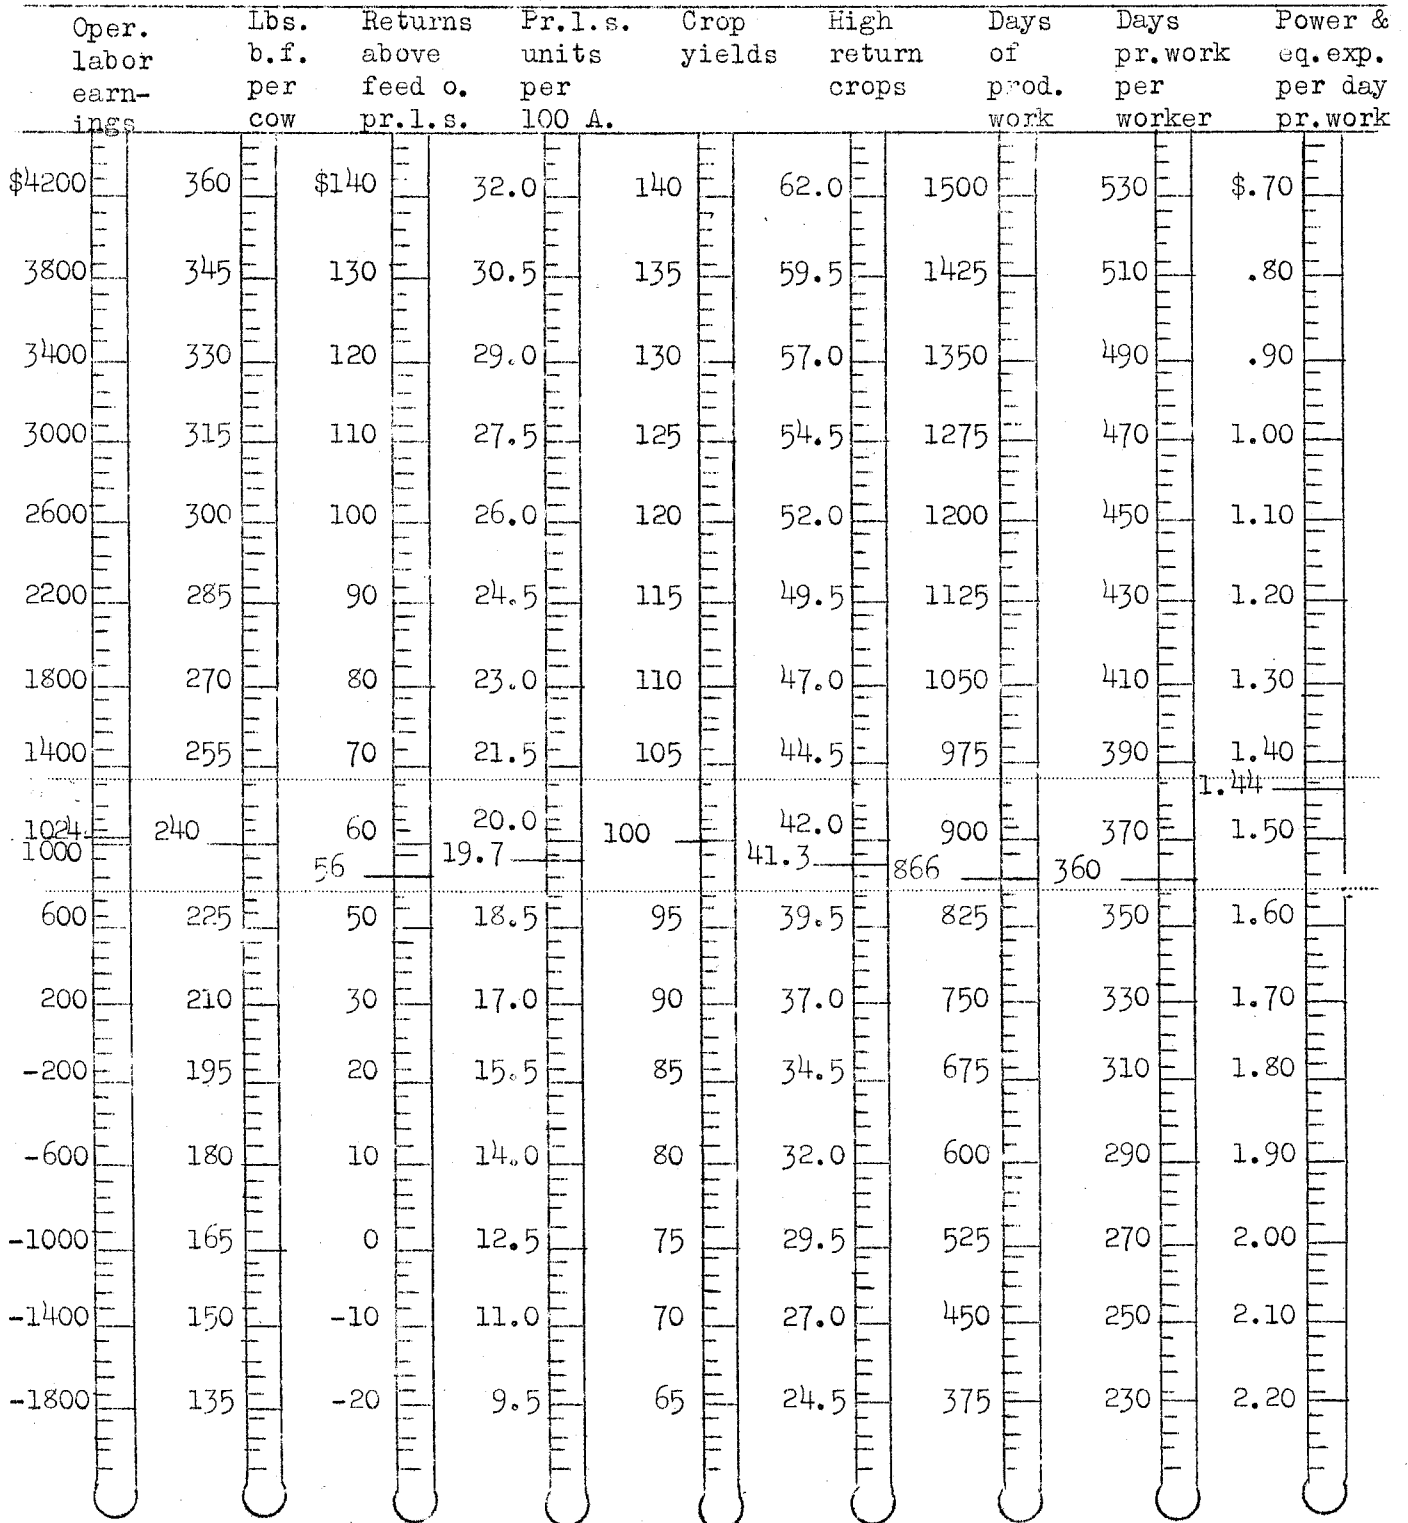 Oper. Lbs. Returns Pr.l.s. Crop High Days Days Power &
labor b.f. above units yields return of pr.work eq.exp.
earn- per feed o. per crops prod. per per day
ings cow pr.l.s. 100 A. work worker pr.work
$4200 360 $140 32.0 140 62.0 1500 530 $.70
3800 345 130 30.5 135 59.5 1425 510 .80
3400 330 120 29.0 130 57.0 1350 490 .90
3000 315 110 27.5 125 54.5 1275 470 1.00
2600 300 100 26.0 120 52.0 1200 450 1.10
2200 285 90 24.5 115 49.5 1125 430 1.20
1800 270 80 23.0 110 47.0 1050 410 1.30
1400 255 70 21.5 105 44.5 975 390 1.40
1.44
1024 240 60 20.0 100 42.0 900 370 1.50
1000 56 19.7 41.3 866 360
600 225 50 18.5 95 39.5 825 350 1.60
200 210 30 17.0 90 37.0 750 330 1.70
-200 195 20 15.5 85 34.5 675 310 1.80
-600 180 10 14.0 80 32.0 600 290 1.90
-1000 165 0 12.5 75 29.5 525 270 2.00
-1400 150 -10 11.0 70 27.0 450 250 2.10
-1800 135 -20 9.5 65 24.5 375 230 2.20